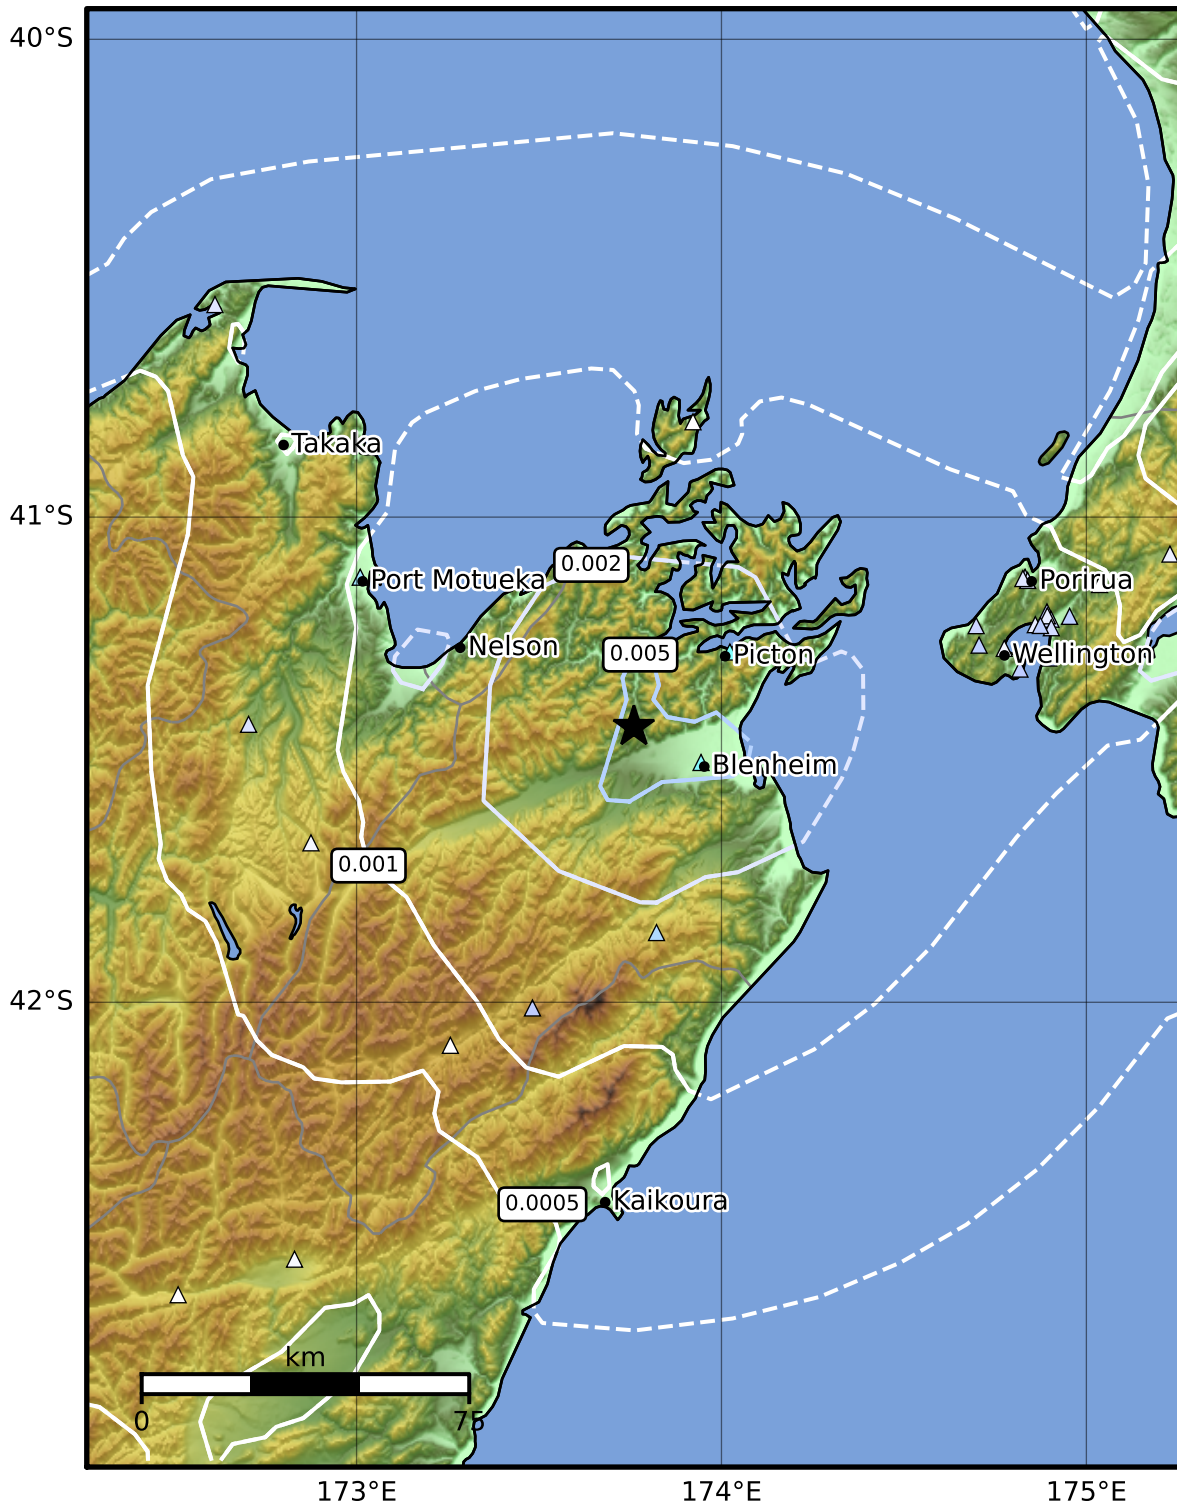 40°S
Takaka
41°S
0.002
Port Motueka
Porirua
Nelson
0.005
Picton
Wellington
Blenheim
0.001
42°S
0.0005
Kaikoura
km
0
75
173°E
174°E
175°E